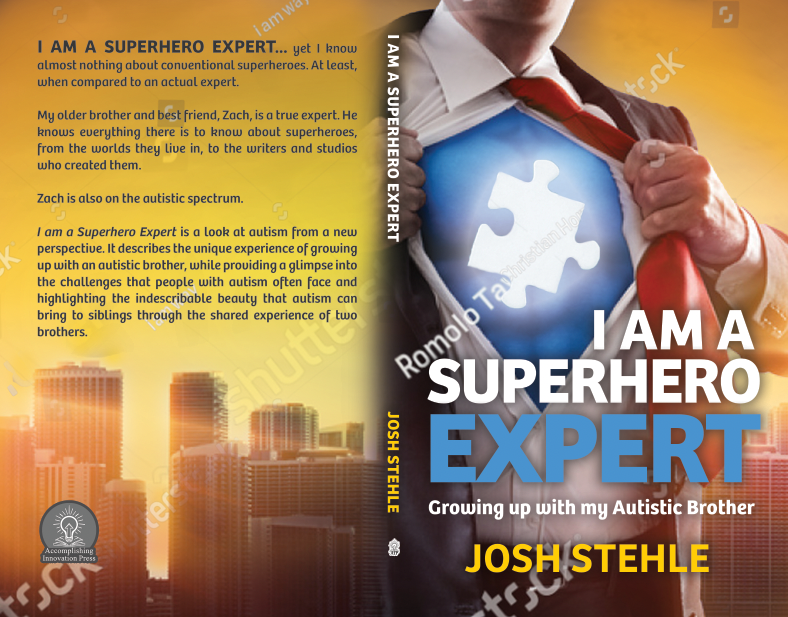 I AM A SUPERHERO EXPERT... yet I know
almost nothing about conventional superheroes. At least,
when compared to an actual expert.
My older brother and best friend, Zach, is a true expert. He
knows everything there is to know about superheroes,
from the worlds they live in, to the writers and studios
who created them.
Zach is also on the autistic spectrum.
I am a Superhero Expert is a look at autism from a new
perspective. It describes the unique experience of growing
up with an autistic brother, while providing a glimpse into
the challenges that people with autism often face and
highlighting the indescribable beauty that autism can
bring to siblings through the shared experience of two
brothers.
Accomplishing
Innovation Press
I AM A SUPERHERO EXPERT
JOSH STEHLE
I AM A
SUPERHERO
EXPERT
Growing up with my Autistic Brother
JOSH STEHLE
Romolo Ta
shutters